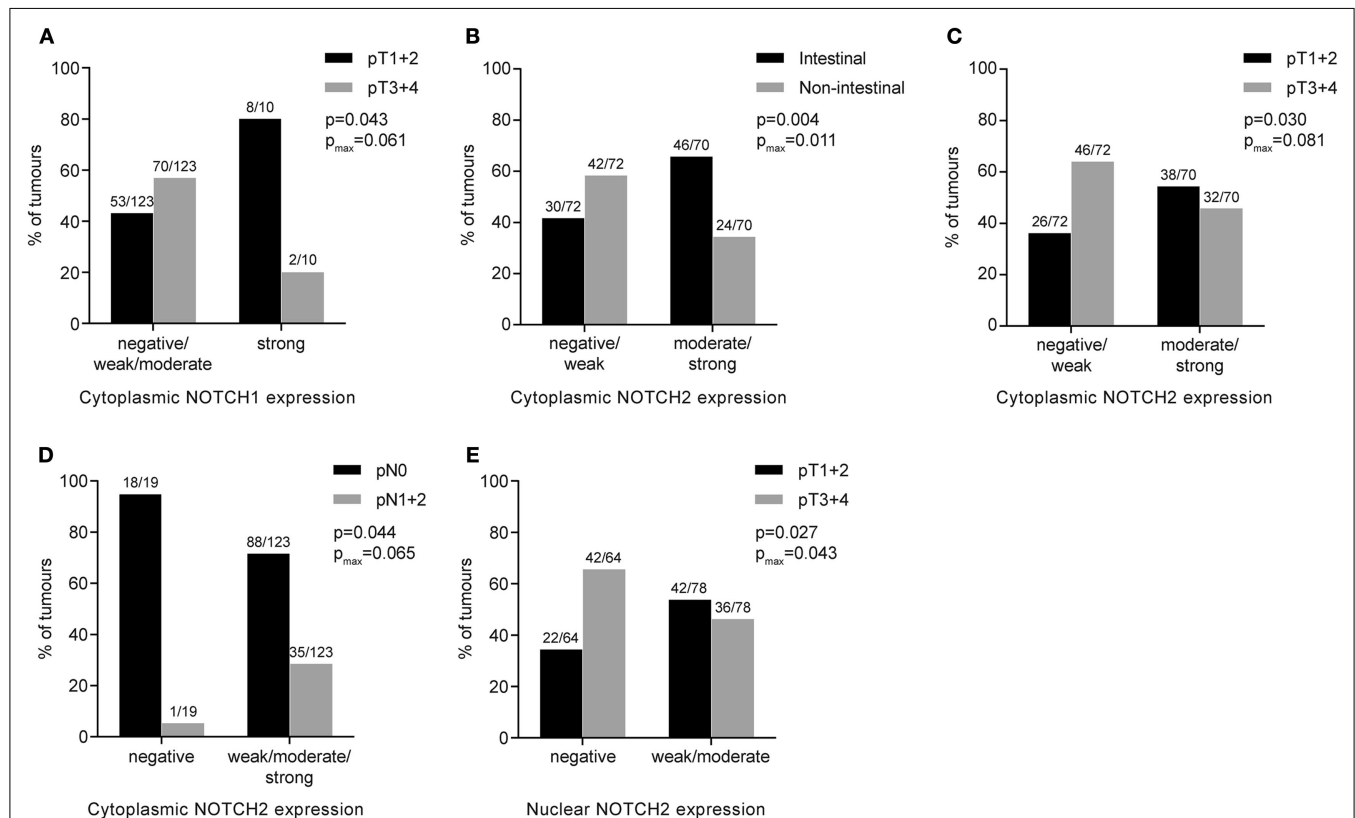 A
pT1+2
pT3+4
p=0.043
pmax=0.061
100
80
60
40
20
0
% of tumours
53/123
70/123
8/10
2/10
negative/
weak/moderate
strong
Cytoplasmic NOTCH1 expression
B
Intestinal
Non-intestinal
p=0.004
pmax=0.011
100
80
60
40
20
0
% of tumours
30/72
42/72
46/70
24/70
negative/
weak
moderate/
strong
Cytoplasmic NOTCH2 expression
C
pT1+2
pT3+4
p=0.030
pmax=0.081
100
80
60
40
20
0
% of tumours
26/72
46/72
38/70
32/70
negative/
weak
moderate/
strong
Cytoplasmic NOTCH2 expression
D
pN0
pN1+2
p=0.044
pmax=0.065
100
80
60
40
20
0
% of tumours
18/19
1/19
88/123
35/123
negative
weak/moderate/
strong
Cytoplasmic NOTCH2 expression
E
pT1+2
pT3+4
p=0.027
pmax=0.043
100
80
60
40
20
0
% of tumours
22/64
42/64
42/78
36/78
negative
weak/moderate
Nuclear NOTCH2 expression